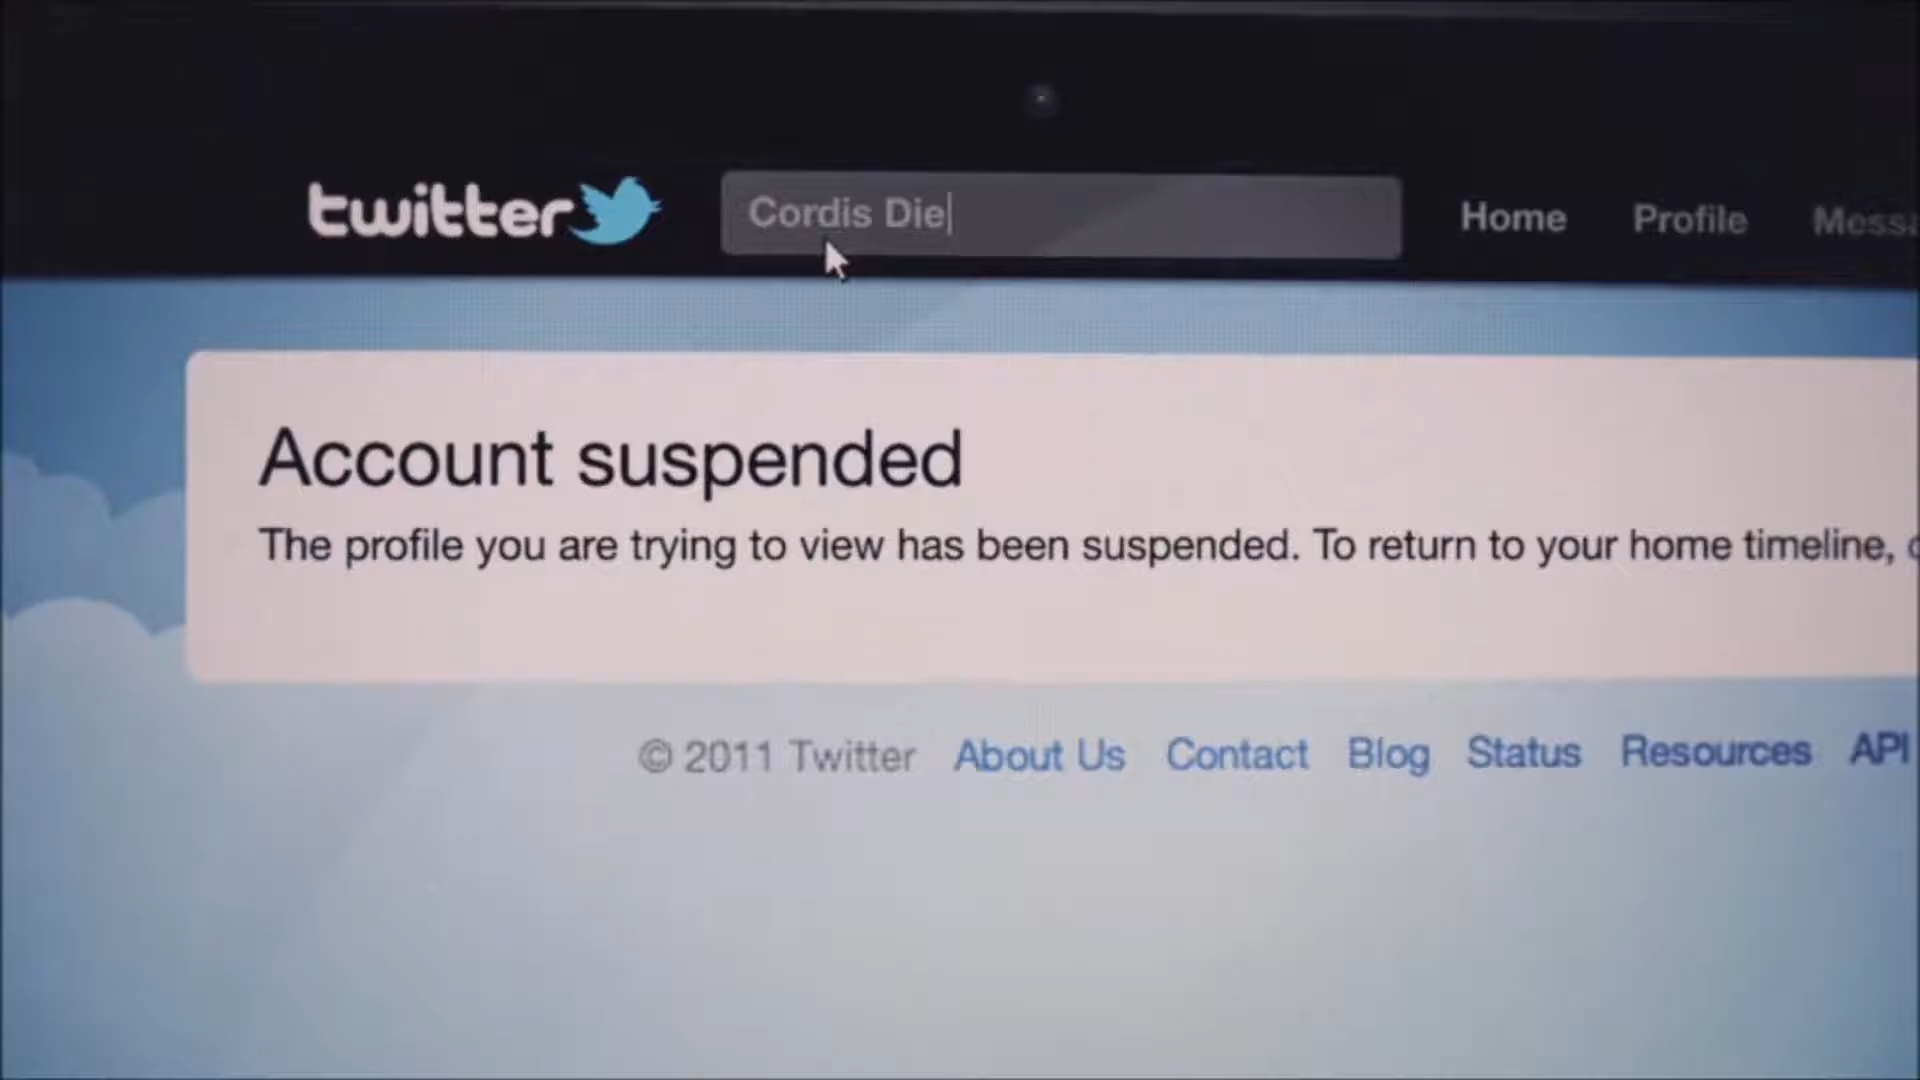 twitter Cordis Die Home Profile Messa
Account suspended
The profile you are trying to view has been suspended. To return to your home timeline,
© 2011 Twitter About Us Contact Blog Status Resources API